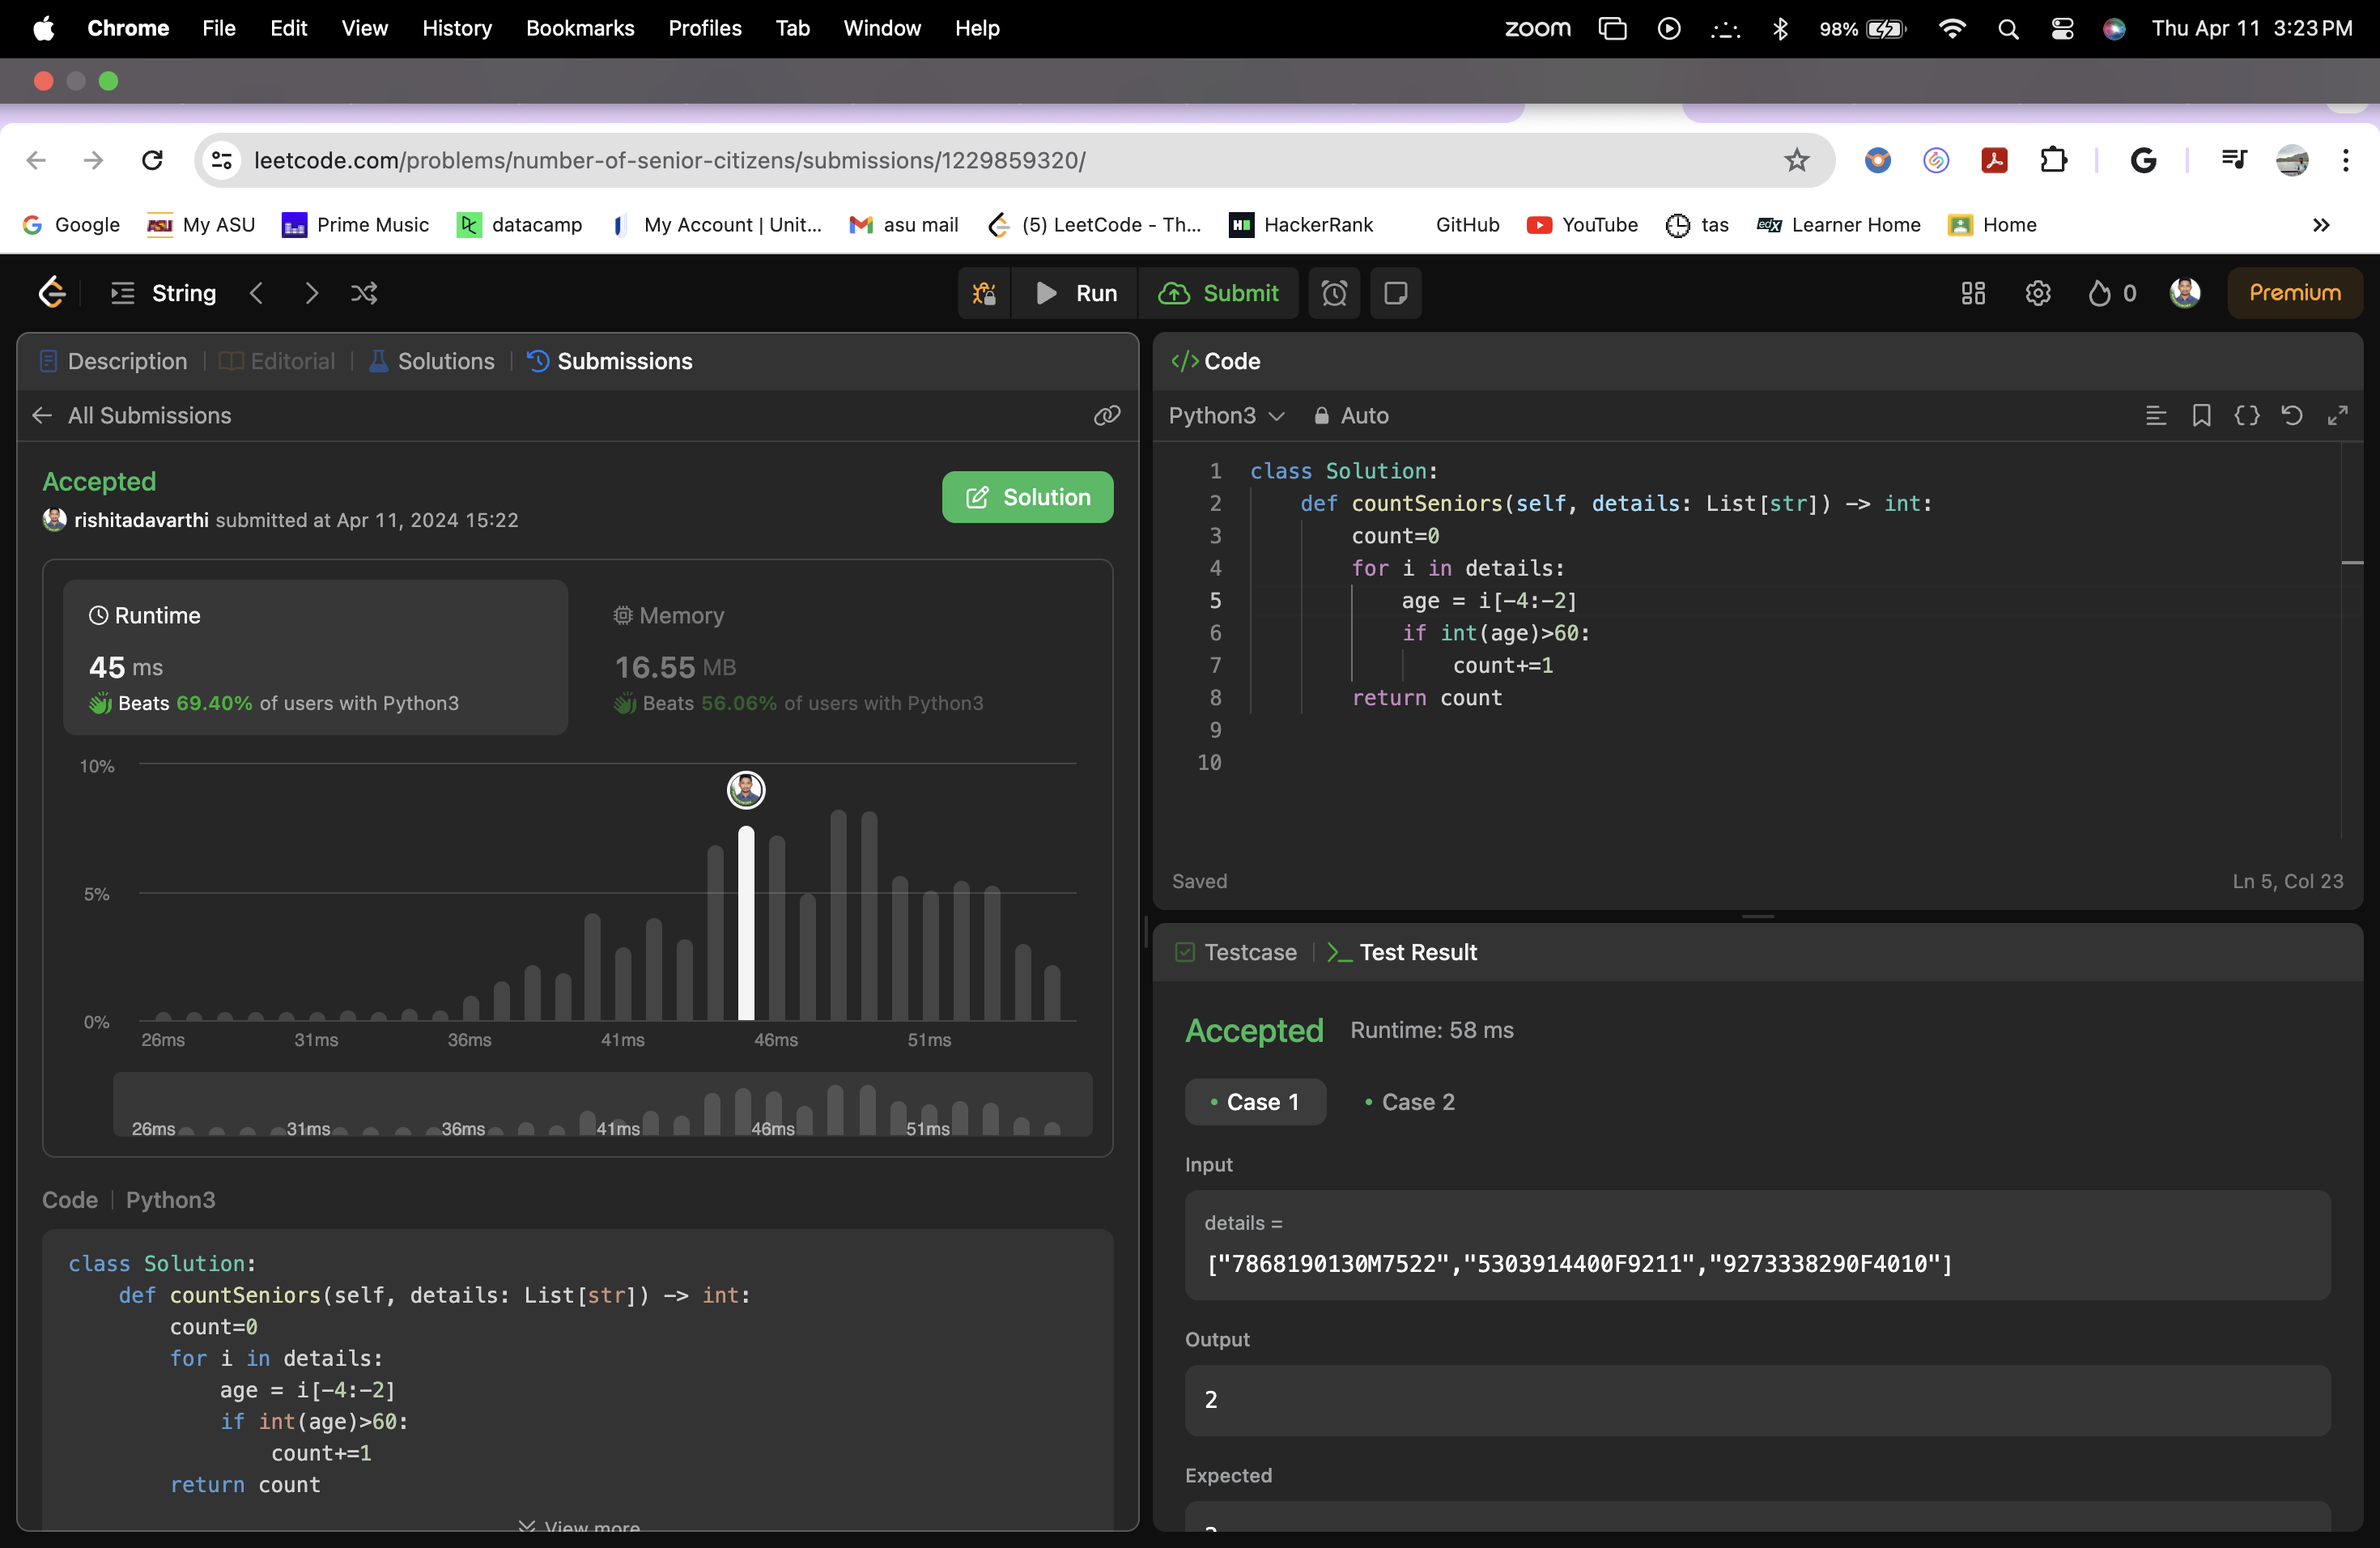 Chrome File Edit View History Bookmarks Profiles Tab Window Help
zoom 98% Thu Apr 11 3:23 PM
leetcode.com/problems/number-of-senior-citizens/submissions/1229859320/
Google My ASU Prime Music datacamp My Account | Unit... asu mail (5) LeetCode - Th... HackerRank GitHub YouTube tas edX Learner Home Home
String Run Submit 0 Premium
Description | Editorial | Solutions | Submissions
All Submissions
Accepted
rishitadavarthi submitted at Apr 11, 2024 15:22
Solution
Runtime
45 ms
Beats 69.40% of users with Python3
Memory
16.55 MB
Beats 56.06% of users with Python3
10%
5%
0%
26ms 31ms 36ms 41ms 46ms 51ms
26ms 31ms 36ms 41ms 46ms 51ms
Code | Python3
class Solution:
    def countSeniors(self, details: List[str]) -> int:
        count=0
        for i in details:
            age = i[-4:-2]
            if int(age)>60:
                count+=1
        return count
View more
</> Code
Python3 Auto
1 class Solution:
2     def countSeniors(self, details: List[str]) -> int:
3         count=0
4         for i in details:
5             age = i[-4:-2]
6             if int(age)>60:
7                 count+=1
8         return count
9
10
Saved Ln 5, Col 23
Testcase | Test Result
Accepted Runtime: 58 ms
• Case 1 • Case 2
Input
details =
["7868190130M7522","5303914400F9211","9273338290F4010"]
Output
2
Expected